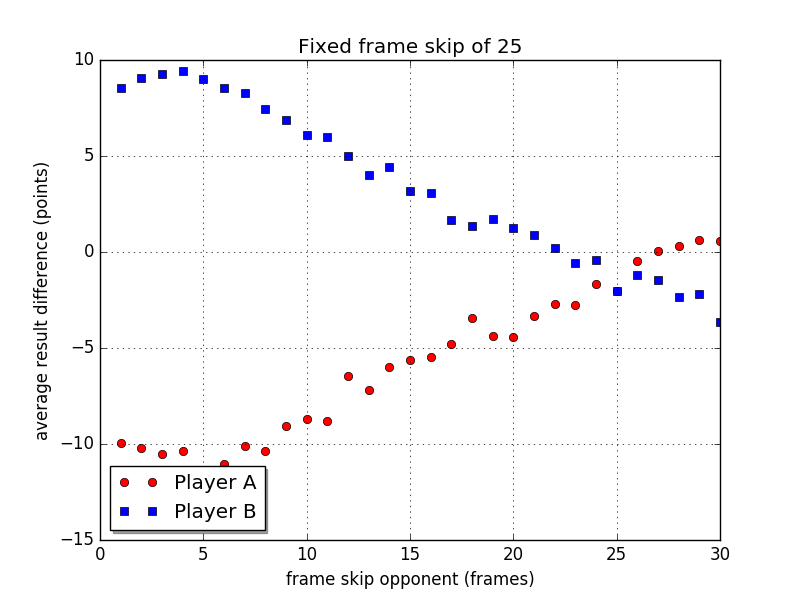 Fixed frame skip of 25
10
5
0
−5
−10
−15
average result difference (points)
Player A
Player B
0 5 10 15 20 25 30
frame skip opponent (frames)